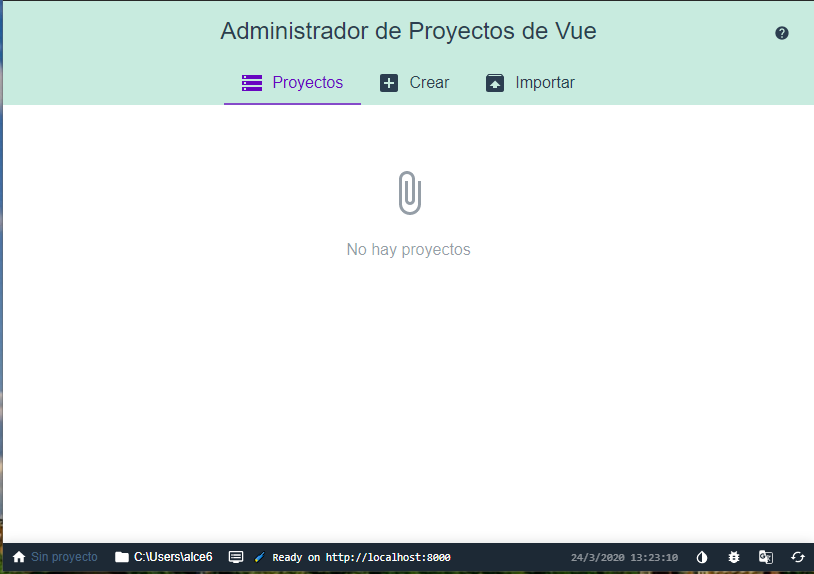 Administrador de Proyectos de Vue
Proyectos Crear Importar
No hay proyectos
Sin proyecto C:\Users\alce6 Ready on http://localhost:8000 24/3/2020 13:23:10